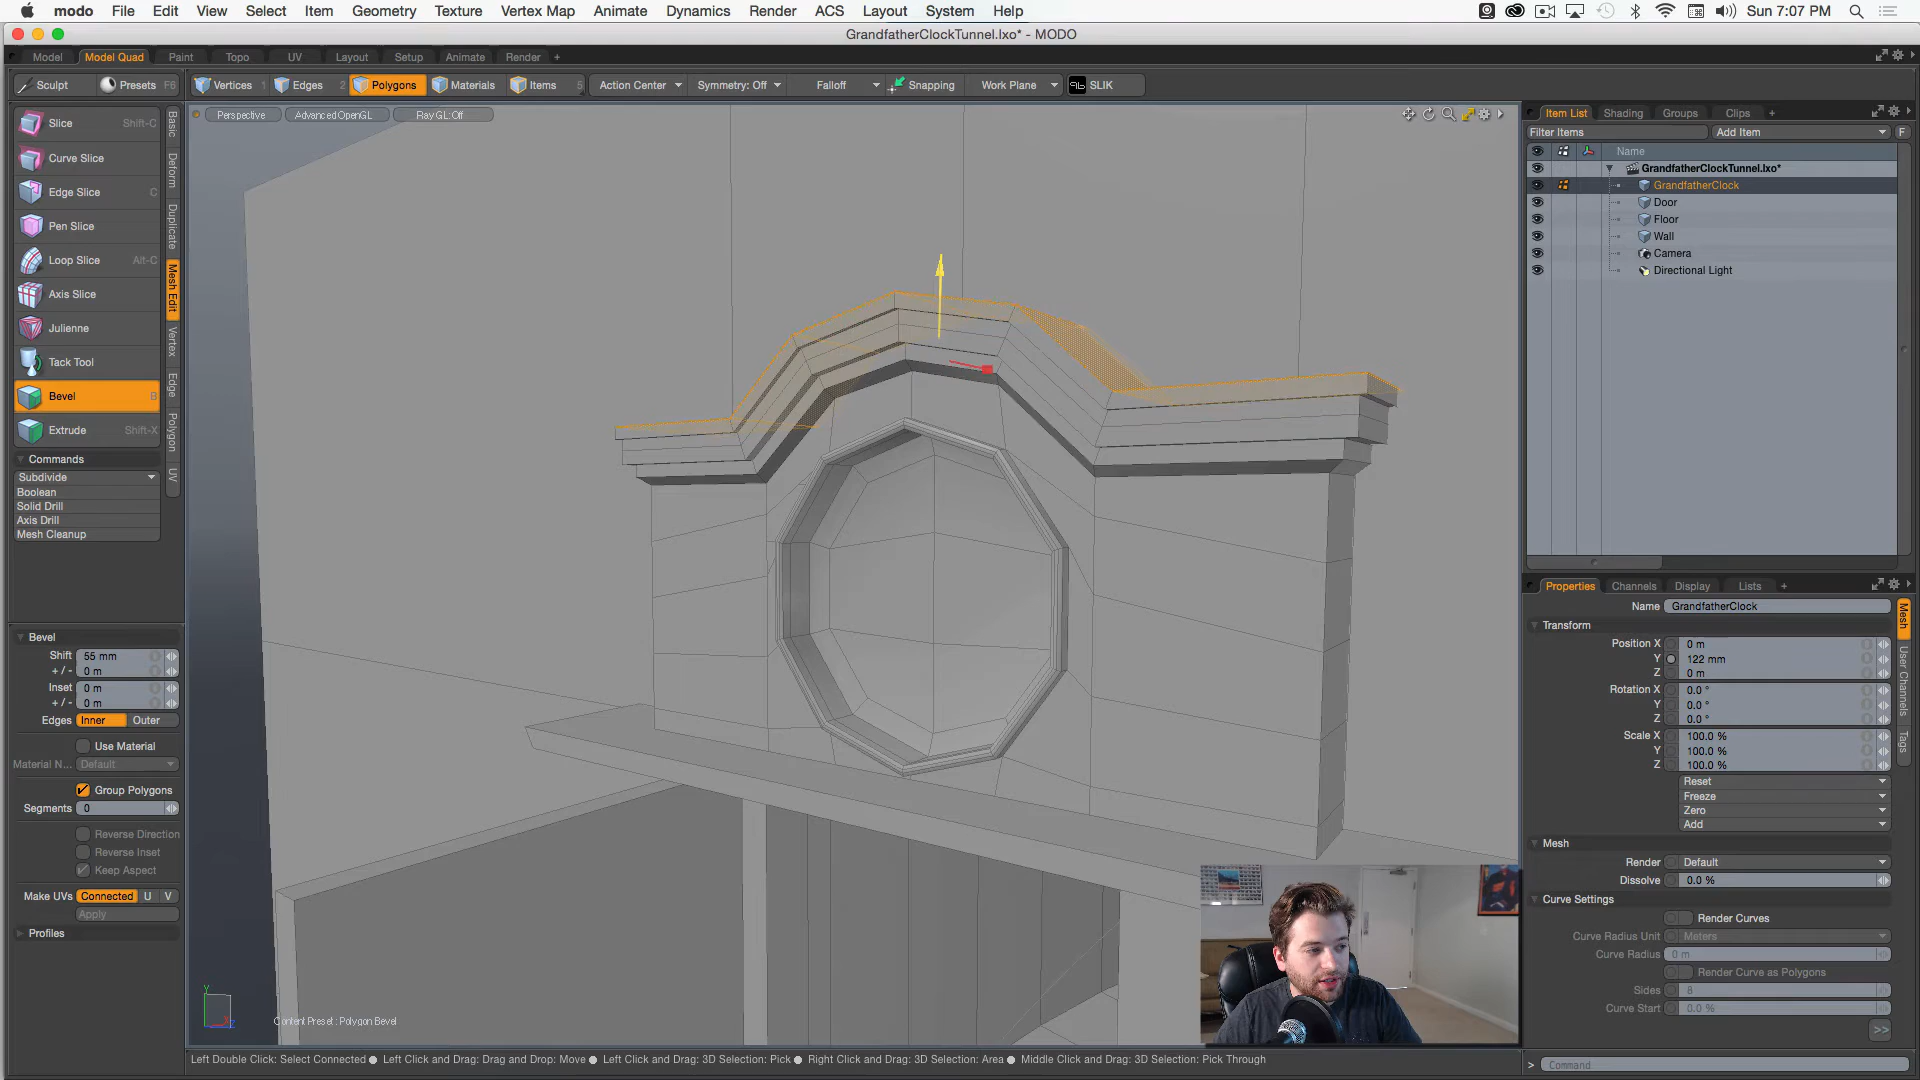 modo File Edit View Select Item Geometry Texture Vertex Map Animate Dynamics Render ACS Layout System Help Sun 7:07 PM
GrandfatherClockTunnel.lxo* - MODO
Model Model Quad Paint Topo UV Layout Setup Animate Render +
Sculpt Presets F6 Vertices 1 Edges 2 Polygons Materials Items 5 Action Center Symmetry: Off Falloff Snapping Work Plane SLIK
Perspective Advanced OpenGL Ray GL: Off
Slice Shift-C
Curve Slice
Edge Slice C
Pen Slice
Loop Slice Alt-C
Axis Slice
Julienne
Tack Tool
Bevel B
Extrude Shift-X
Basic
Deform
Duplicate
Mesh Edit
Vertex
Edge
Polygon
UV
Commands
Subdivide
Boolean
Solid Drill
Axis Drill
Mesh Cleanup
Bevel
Shift 55 mm
+ / - 0 m
Inset 0 m
+ / - 0 m
Edges Inner Outer
Use Material
Material N... Default
Group Polygons
Segments 0
Reverse Direction
Reverse Inset
Keep Aspect
Make UVs Connected U V
Apply
Profiles
Y
Content Preset : Polygon Bevel
Left Double Click: Select Connected Left Click and Drag: Drag and Drop: Move Left Click and Drag: 3D Selection: Pick Right Click and Drag: 3D Selection: Area Middle Click and Drag: 3D Selection: Pick Through
Item List Shading Groups Clips +
Filter Items Add Item F
Name
GrandfatherClockTunnel.lxo*
GrandfatherClock
Door
Floor
Wall
Camera
Directional Light
Properties Channels Display Lists +
Name GrandfatherClock
Transform
Position X 0 m
Y 122 mm
Z 0 m
Rotation X 0.0 °
Y 0.0 °
Z 0.0 °
Scale X 100.0 %
Y 100.0 %
Z 100.0 %
Reset
Freeze
Zero
Add
Mesh
Render Default
Dissolve 0.0 %
Curve Settings
Render Curves
Curve Radius Unit Meters
Curve Radius 0 m
Render Curve as Polygons
Sides 8
Curve Start 0.0 %
>>
Mesh
User Channels
Tags
> Command